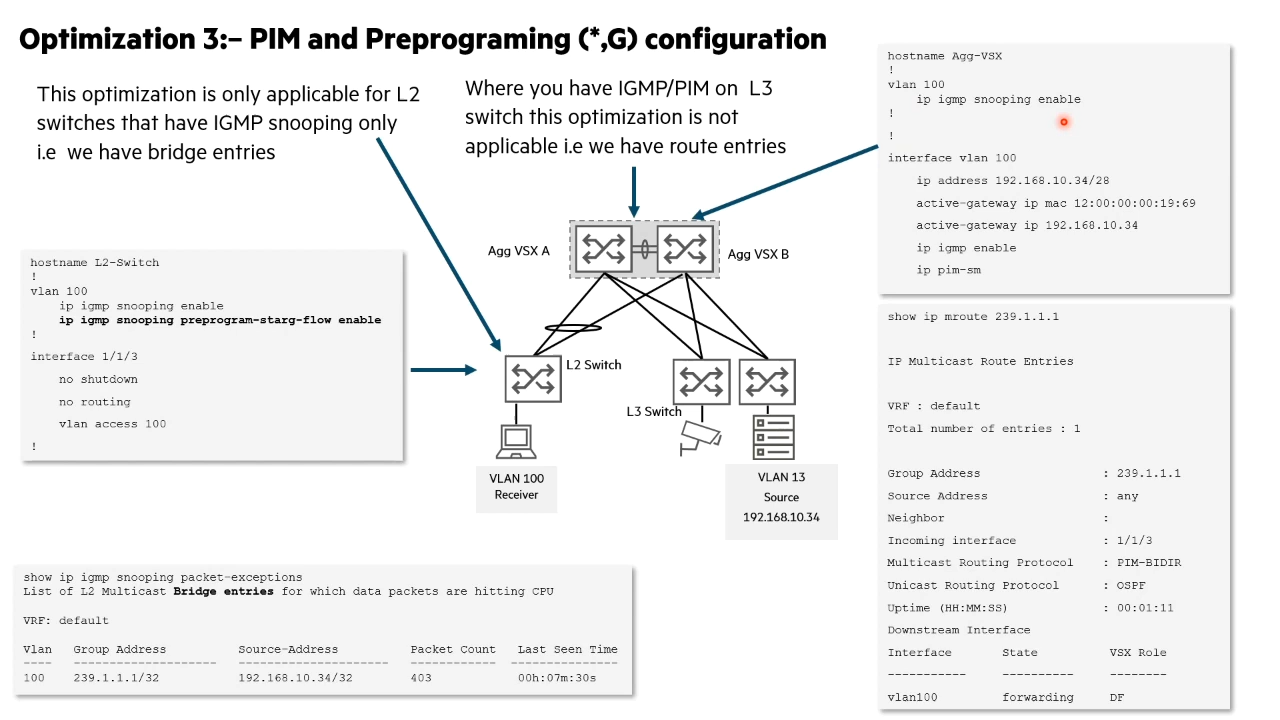 Optimization 3:– PIM and Preprograming (*,G) configuration
This optimization is only applicable for L2
switches that have IGMP snooping only
i.e  we have bridge entries
Where you have IGMP/PIM on  L3
switch this optimization is not
applicable i.e we have route entries
hostname Agg-VSX
!
vlan 100
    ip igmp snooping enable
!
!
interface vlan 100
    ip address 192.168.10.34/28
    active-gateway ip mac 12:00:00:00:19:69
    active-gateway ip 192.168.10.34
    ip igmp enable
    ip pim-sm
Agg VSX A
Agg VSX B
hostname L2-Switch
!
vlan 100
    ip igmp snooping enable
    ip igmp snooping preprogram-starg-flow enable
!
interface 1/1/3
    no shutdown
    no routing
    vlan access 100
!
L2 Switch
L3 Switch
VLAN 100
Receiver
VLAN 13
Source
192.168.10.34
show ip mroute 239.1.1.1
IP Multicast Route Entries
VRF : default
Total number of entries : 1
Group Address : 239.1.1.1
Source Address : any
Neighbor :
Incoming interface : 1/1/3
Multicast Routing Protocol : PIM-BIDIR
Unicast Routing Protocol : OSPF
Uptime (HH:MM:SS) : 00:01:11
Downstream Interface
Interface State VSX Role
----------- ---------- --------
vlan100 forwarding DF
show ip igmp snooping packet-exceptions
List of L2 Multicast Bridge entries for which data packets are hitting CPU
VRF: default
Vlan Group Address Source-Address Packet Count Last Seen Time
---- -------------------- --------------------- ------------ ---------------
100 239.1.1.1/32 192.168.10.34/32 403 00h:07m:30s